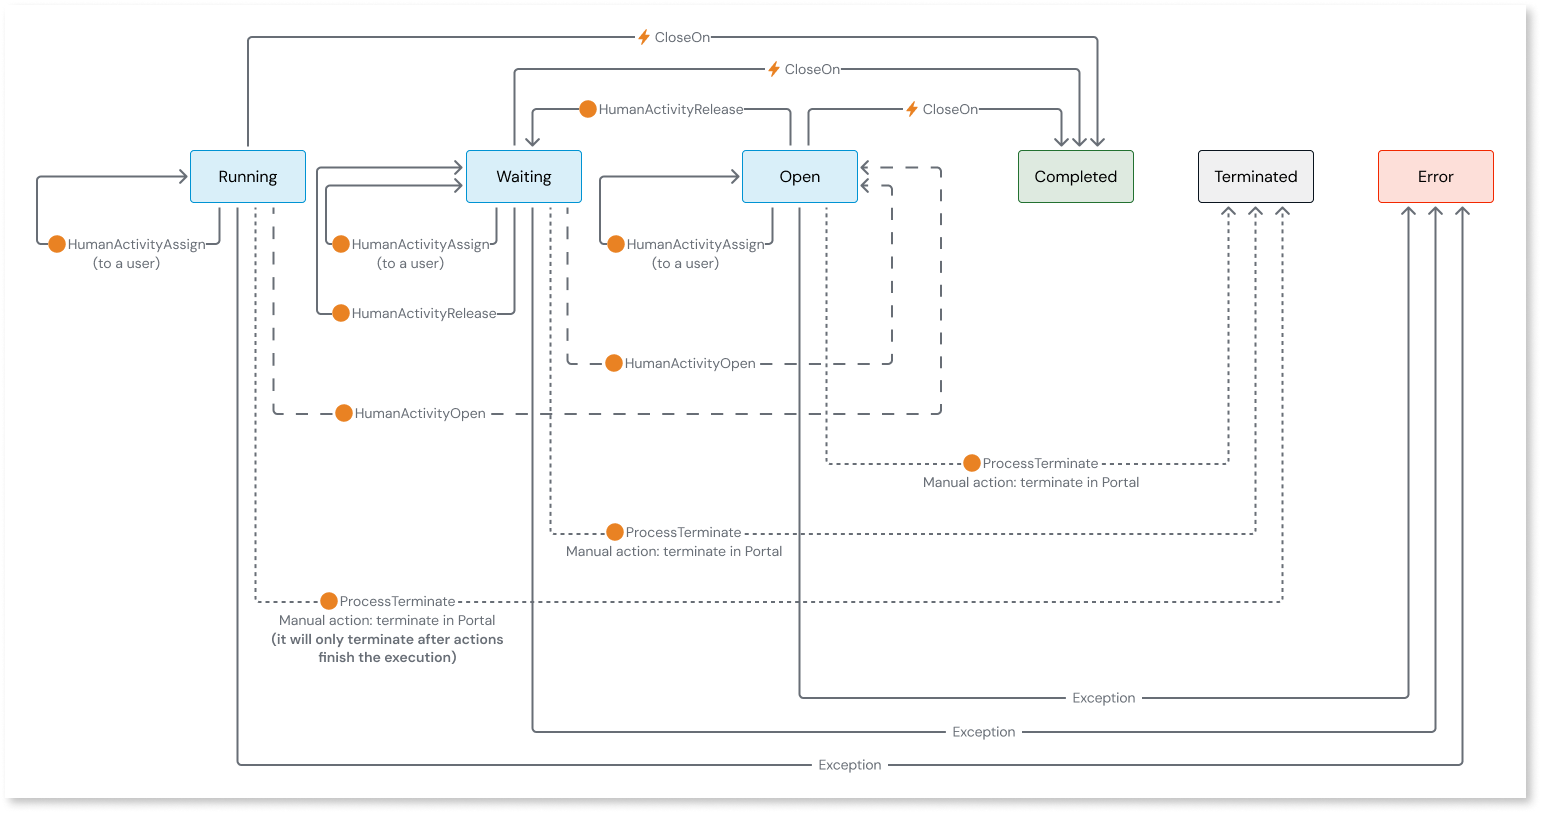 CloseOn
CloseOn
HumanActivityRelease
CloseOn
Running
Waiting
Open
Completed
Terminated
Error
HumanActivityAssign
(to a user)
HumanActivityAssign
(to a user)
HumanActivityAssign
(to a user)
HumanActivityRelease
HumanActivityOpen
HumanActivityOpen
ProcessTerminate
Manual action: terminate in Portal
ProcessTerminate
Manual action: terminate in Portal
ProcessTerminate
Manual action: terminate in Portal
(it will only terminate after actions
finish the execution)
Exception
Exception
Exception